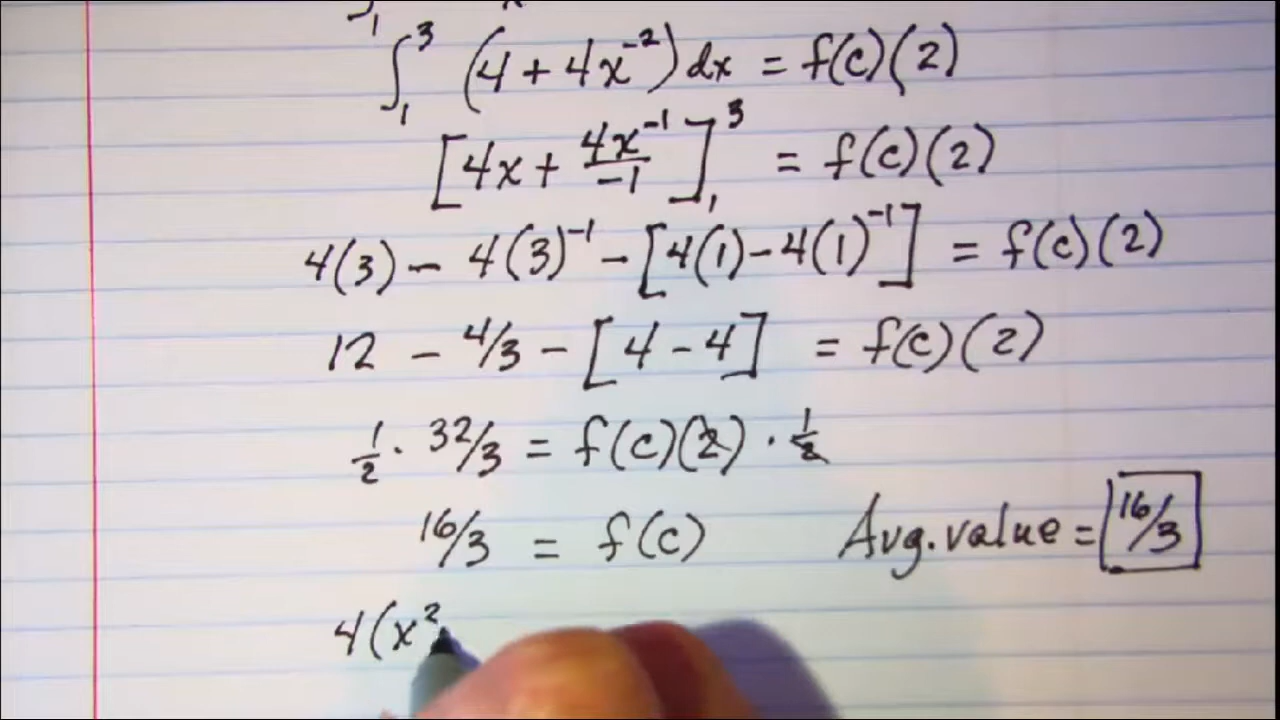 ∫₁³ (4 + 4x⁻²) dx = f(c)(2)
[4x + 4x⁻¹/-1]₁³ = f(c)(2)
4(3) - 4(3)⁻¹ - [4(1) - 4(1)⁻¹] = f(c)(2)
12 - 4/3 - [4 - 4] = f(c)(2)
1/2 · 32/3 = f(c)(2) · 1/2
16/3 = f(c) Avg. value = 16/3
4(x²